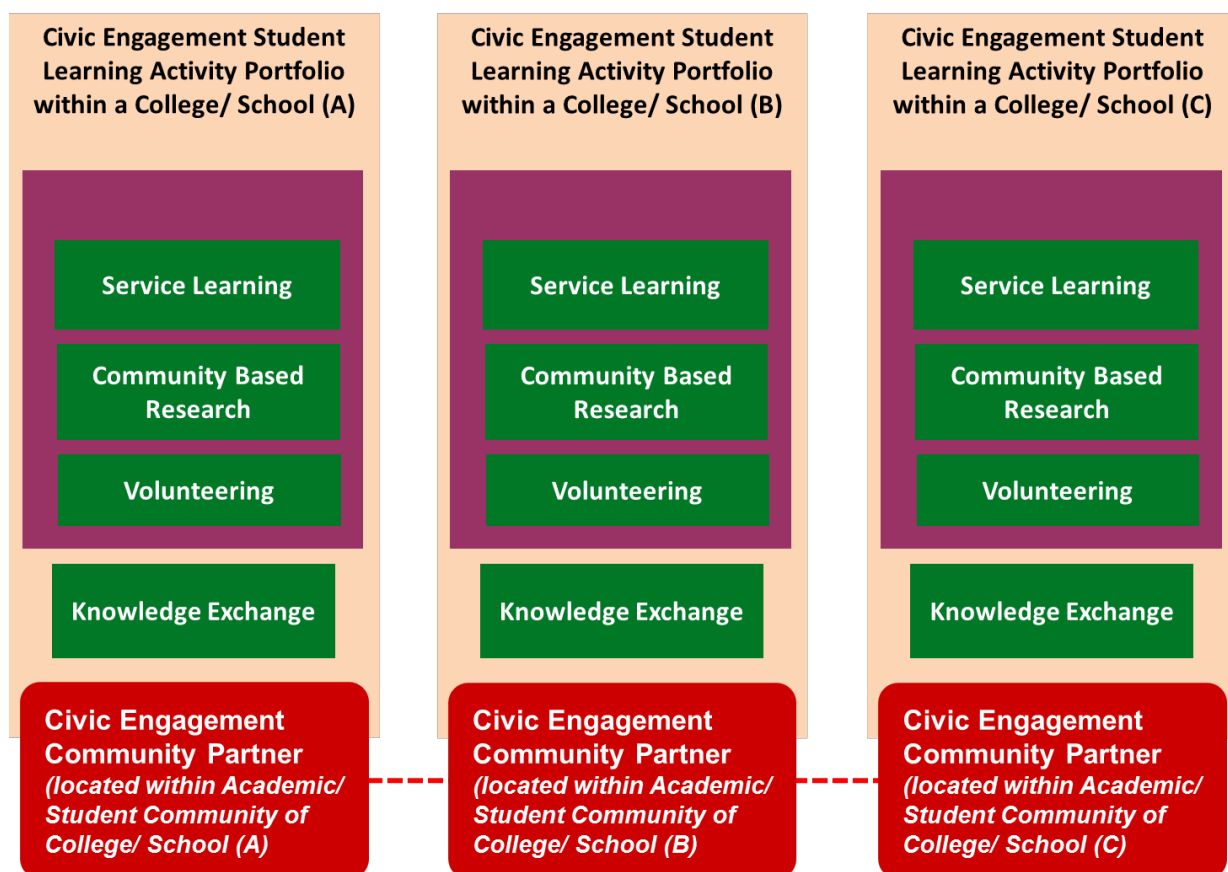 Civic Engagement Student
Learning Activity Portfolio
within a College/ School (A)
Service Learning
Community Based
Research
Volunteering
Knowledge Exchange
Civic Engagement
Community Partner
(located within Academic/
Student Community of
College/ School (A)
Civic Engagement Student
Learning Activity Portfolio
within a College/ School (B)
Service Learning
Community Based
Research
Volunteering
Knowledge Exchange
Civic Engagement
Community Partner
(located within Academic/
Student Community of
College/ School (B)
Civic Engagement Student
Learning Activity Portfolio
within a College/ School (C)
Service Learning
Community Based
Research
Volunteering
Knowledge Exchange
Civic Engagement
Community Partner
(located within Academic/
Student Community of
College/ School (C)